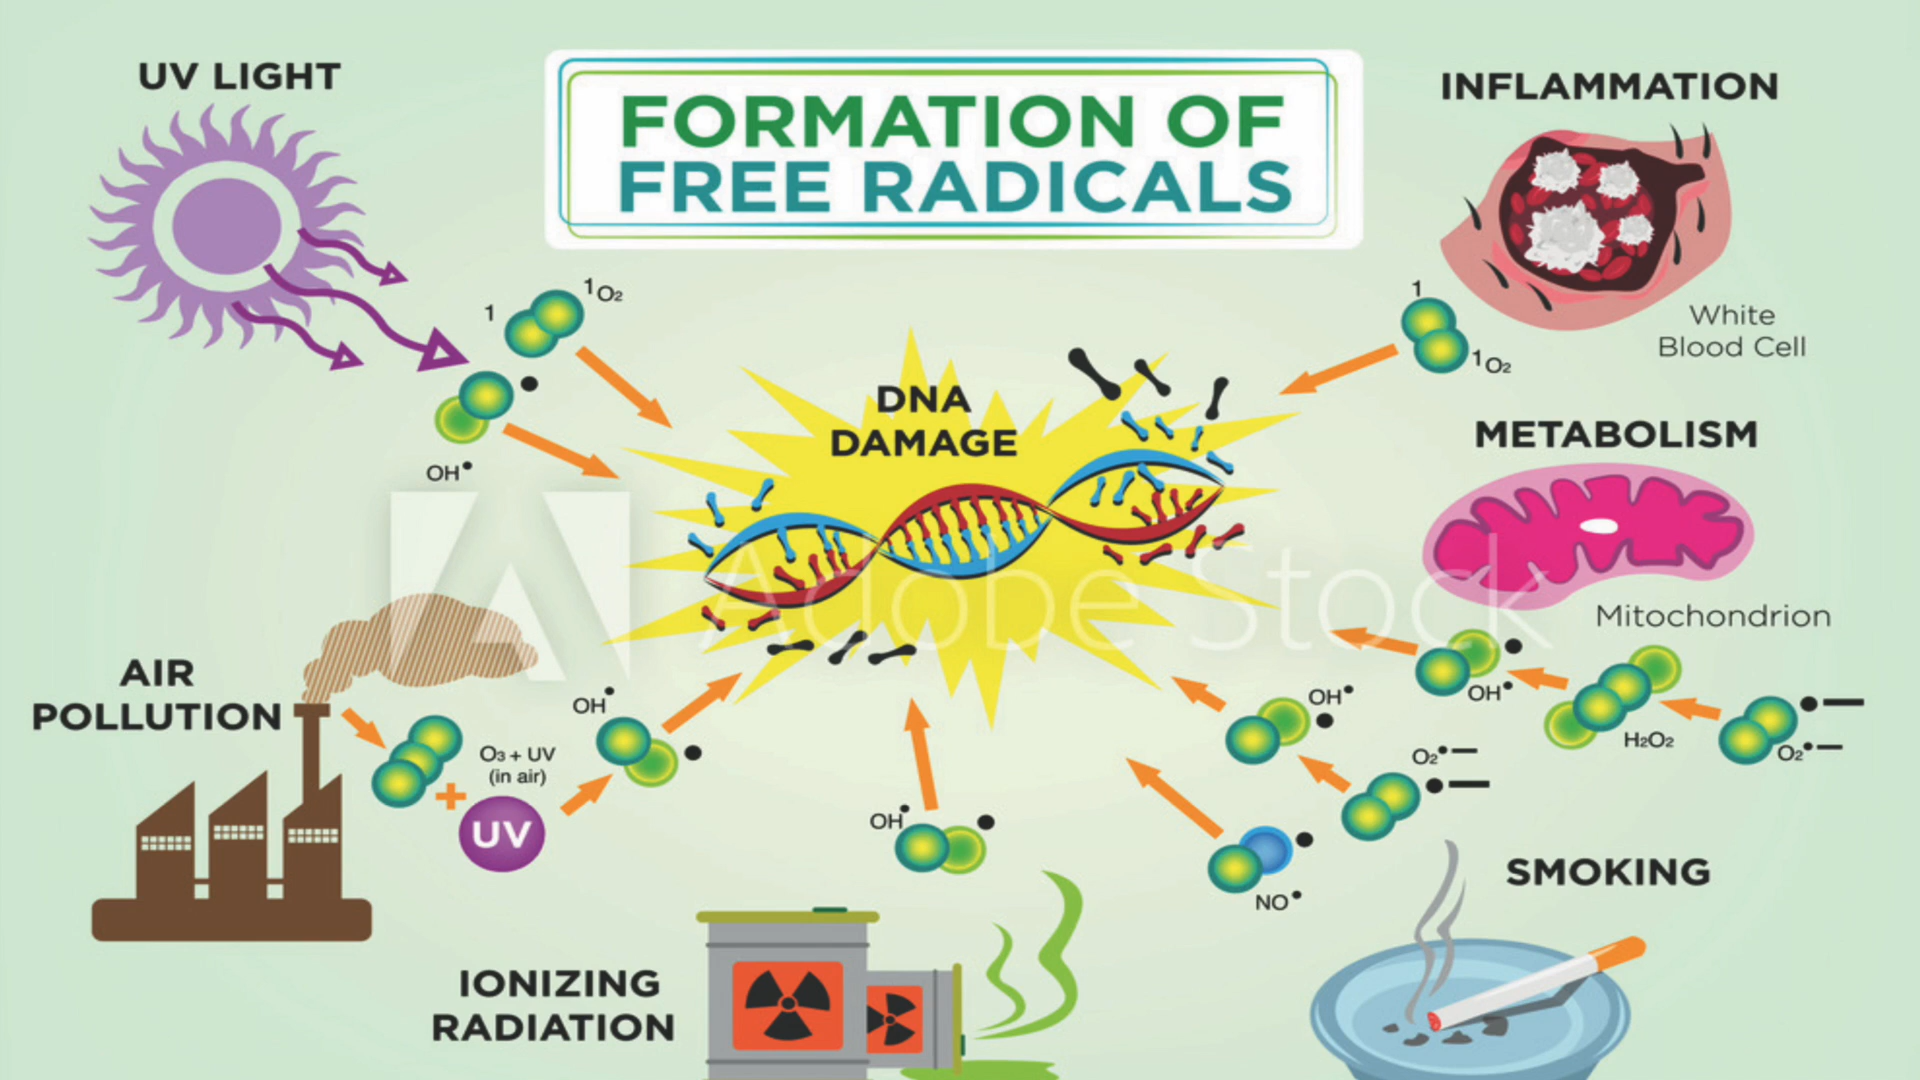 FORMATION OF
FREE RADICALS
UV LIGHT
1
¹O₂
OH•
INFLAMMATION
White
Blood Cell
1
¹O₂
DNA
DAMAGE
METABOLISM
Mitochondrion
OH•
H₂O₂
O₂•—
Adobe Stock
AIR
POLLUTION
O₃ + UV
(in air)
UV
OH•
OH•
OH•
O₂•—
NO•
SMOKING
IONIZING
RADIATION